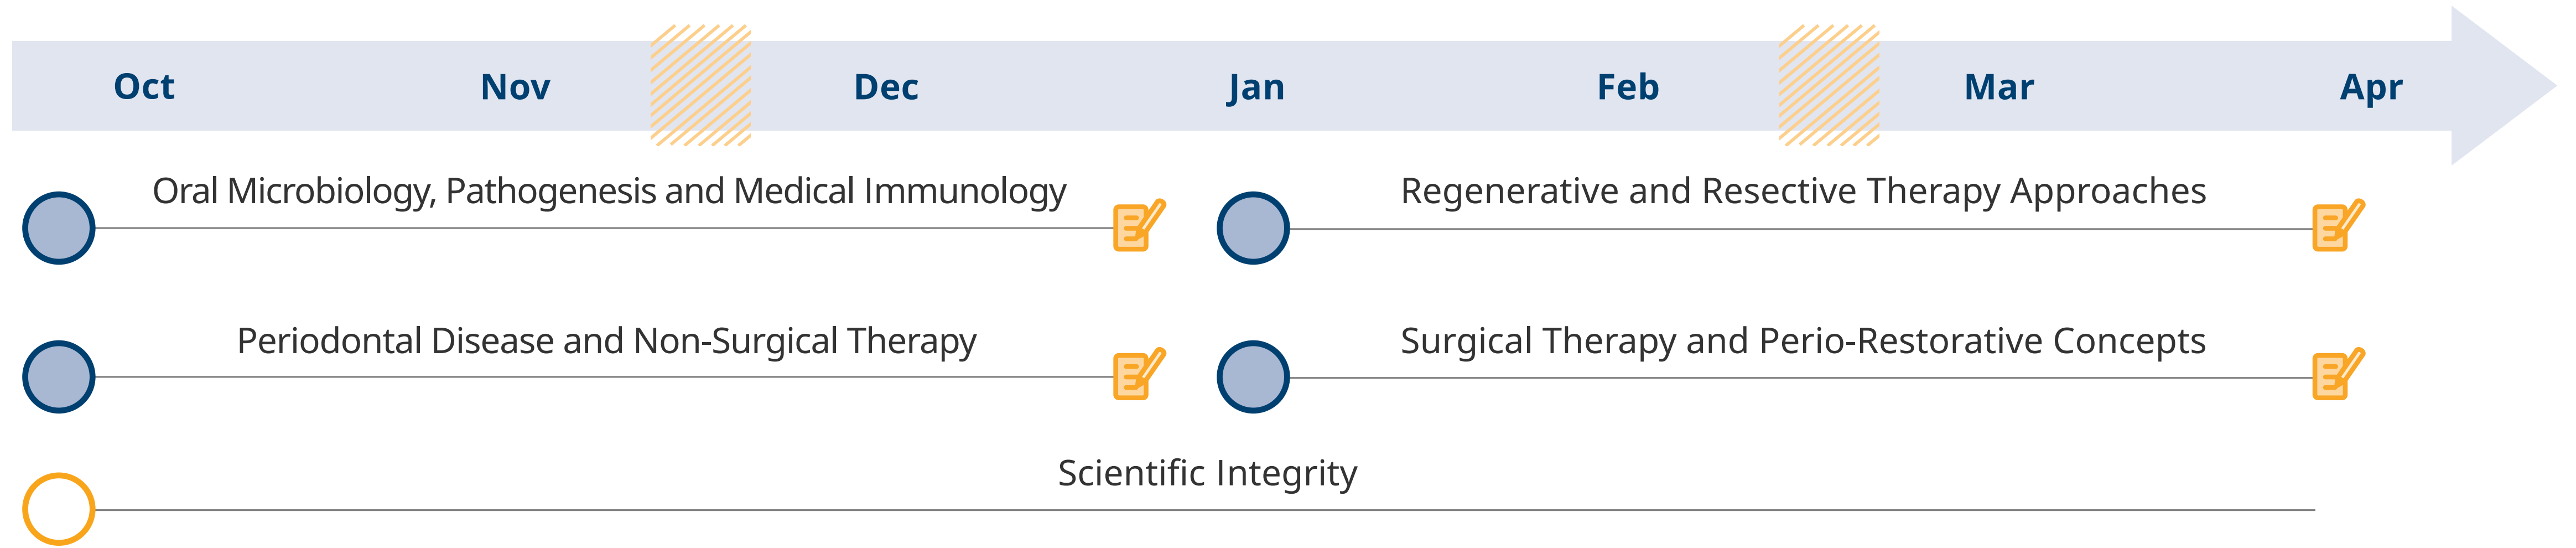 Oct Nov Dec Jan Feb Mar Apr
Oral Microbiology, Pathogenesis and Medical Immunology
Regenerative and Resective Therapy Approaches
Periodontal Disease and Non-Surgical Therapy
Surgical Therapy and Perio-Restorative Concepts
Scientific Integrity